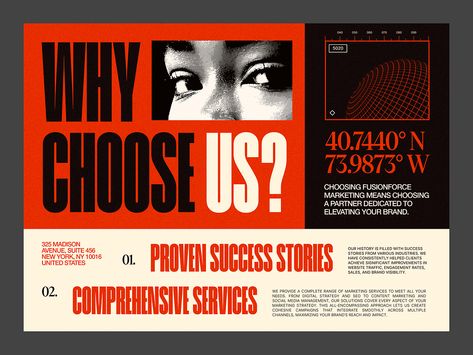 WHY
CHOOSE US?
040 050 060 070 080 090
5020
40.7440° N
73.9873° W
CHOOSING FUSIONFORCE
MARKETING MEANS CHOOSING
A PARTNER DEDICATED TO
ELEVATING YOUR BRAND.
325 MADISON
AVENUE, SUITE 456
NEW YORK, NY 10016
UNITED STATES
01.
PROVEN SUCCESS STORIES
OUR HISTORY IS FILLED WITH SUCCESS
STORIES FROM VARIOUS INDUSTRIES. WE
HAVE CONSISTENTLY HELPED CLIENTS
ACHIEVE SIGNIFICANT IMPROVEMENTS IN
WEBSITE TRAFFIC, ENGAGEMENT RATES,
SALES, AND BRAND VISIBILITY.
02.
COMPREHENSIVE SERVICES
WE PROVIDE A COMPLETE RANGE OF MARKETING SERVICES TO MEET ALL YOUR
NEEDS. FROM DIGITAL STRATEGY AND SEO TO CONTENT MARKETING AND
SOCIAL MEDIA MANAGEMENT, OUR SOLUTIONS COVER EVERY ASPECT OF YOUR
MARKETING STRATEGY. THIS ALL-ENCOMPASSING APPROACH LETS US CREATE
COHESIVE CAMPAIGNS THAT INTEGRATE SMOOTHLY ACROSS MULTIPLE
CHANNELS, MAXIMIZING YOUR BRAND'S REACH AND IMPACT.